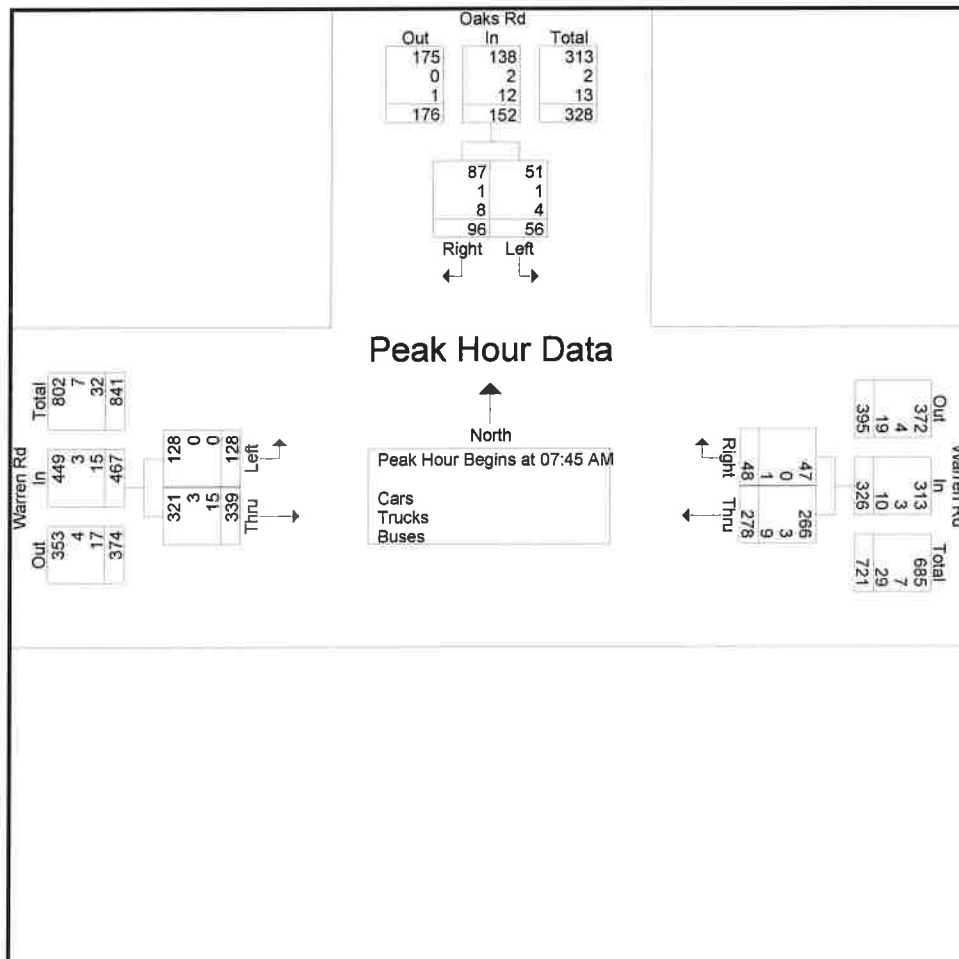 Oaks Rd
Out In Total
175 138 313
0 2 2
1 12 13
176 152 328
87 51
1 1
8 4
96 56
Right Left
Peak Hour Data
North
Peak Hour Begins at 07:45 AM
Cars
Trucks
Buses
Warren Rd
Out In Total
353 449 802
4 3 7
17 15 32
374 467 841
Thru Left
321 128
3 0
15 0
339 128
Warren Rd
Out In Total
372 313 685
4 3 7
19 10 29
395 326 721
47 266
0 3
1 9
48 278
Right Thru